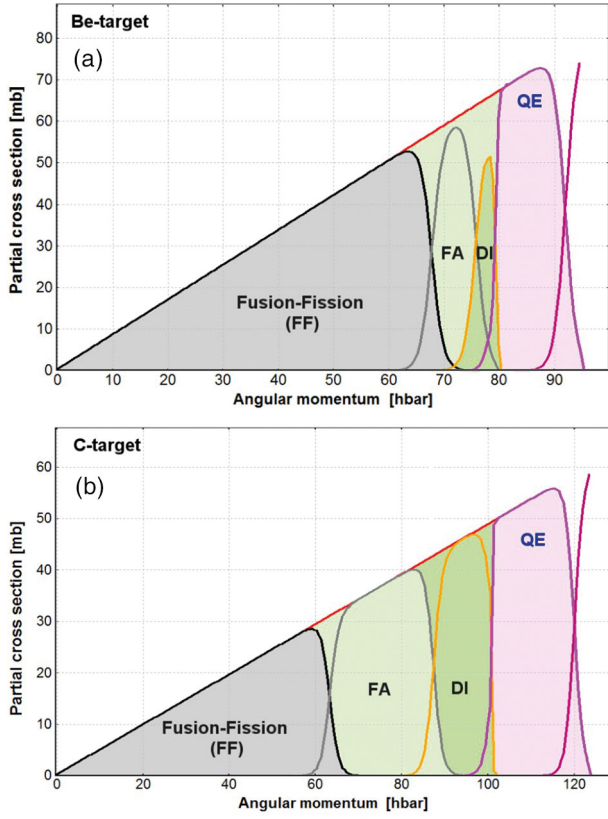 Be-target
(a)
Partial cross section [mb]
80
70
60
50
40
30
20
10
0
QE
FA
DI
Fusion-Fission
(FF)
0 10 20 30 40 50 60 70 80 90
Angular momentum [hbar]
C-target
(b)
Partial cross section [mb]
60
50
40
30
20
10
0
QE
FA
DI
Fusion-Fission
(FF)
0 20 40 60 80 100 120
Angular momentum [hbar]